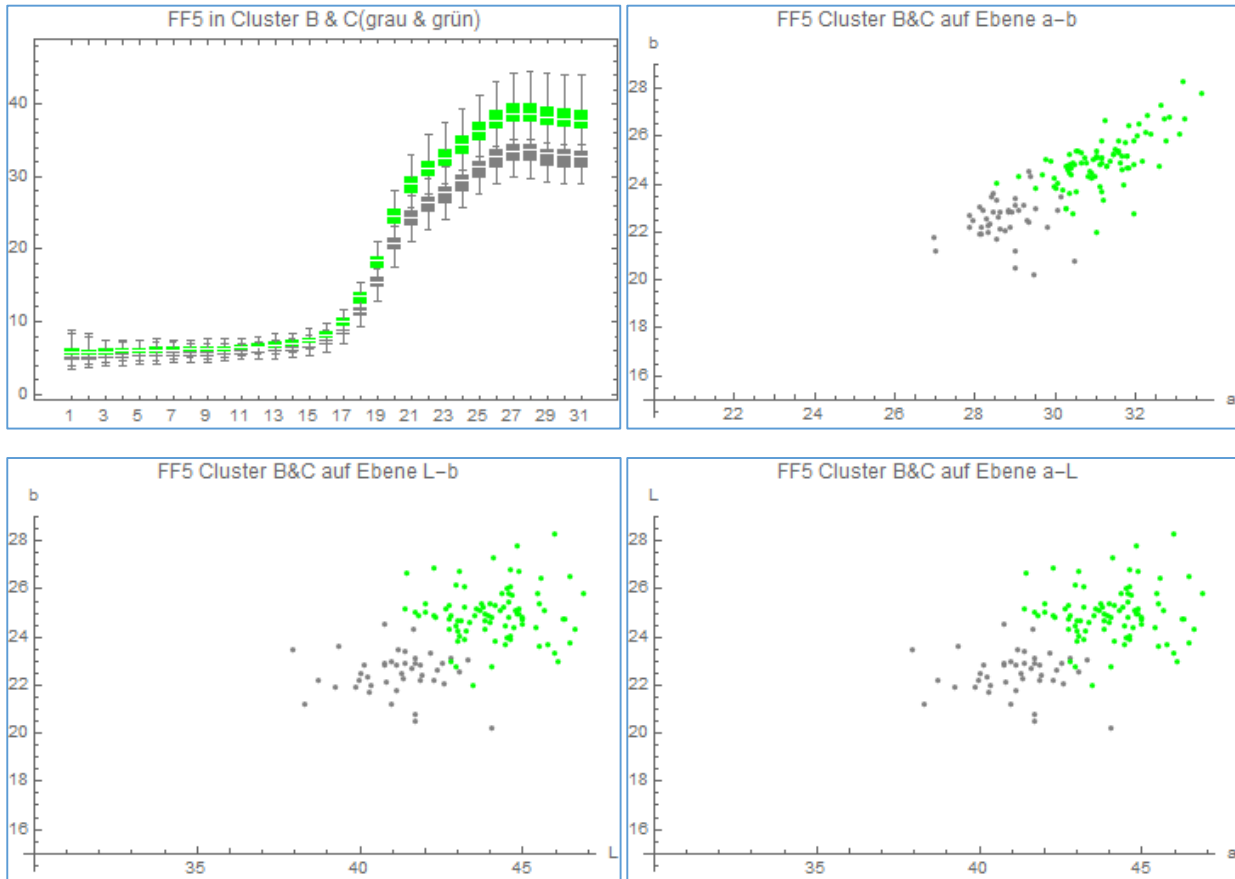 FF5 in Cluster B & C(grau & grün)
40
30
20
10
0
1 3 5 7 9 11 13 15 17 19 21 23 25 27 29 31
FF5 Cluster B&C auf Ebene a-b
b
28
26
24
22
20
18
16
22 24 26 28 30 32 a
FF5 Cluster B&C auf Ebene L-b
b
28
26
24
22
20
18
16
35 40 45 L
FF5 Cluster B&C auf Ebene a-L
L
28
26
24
22
20
18
16
35 40 45 a